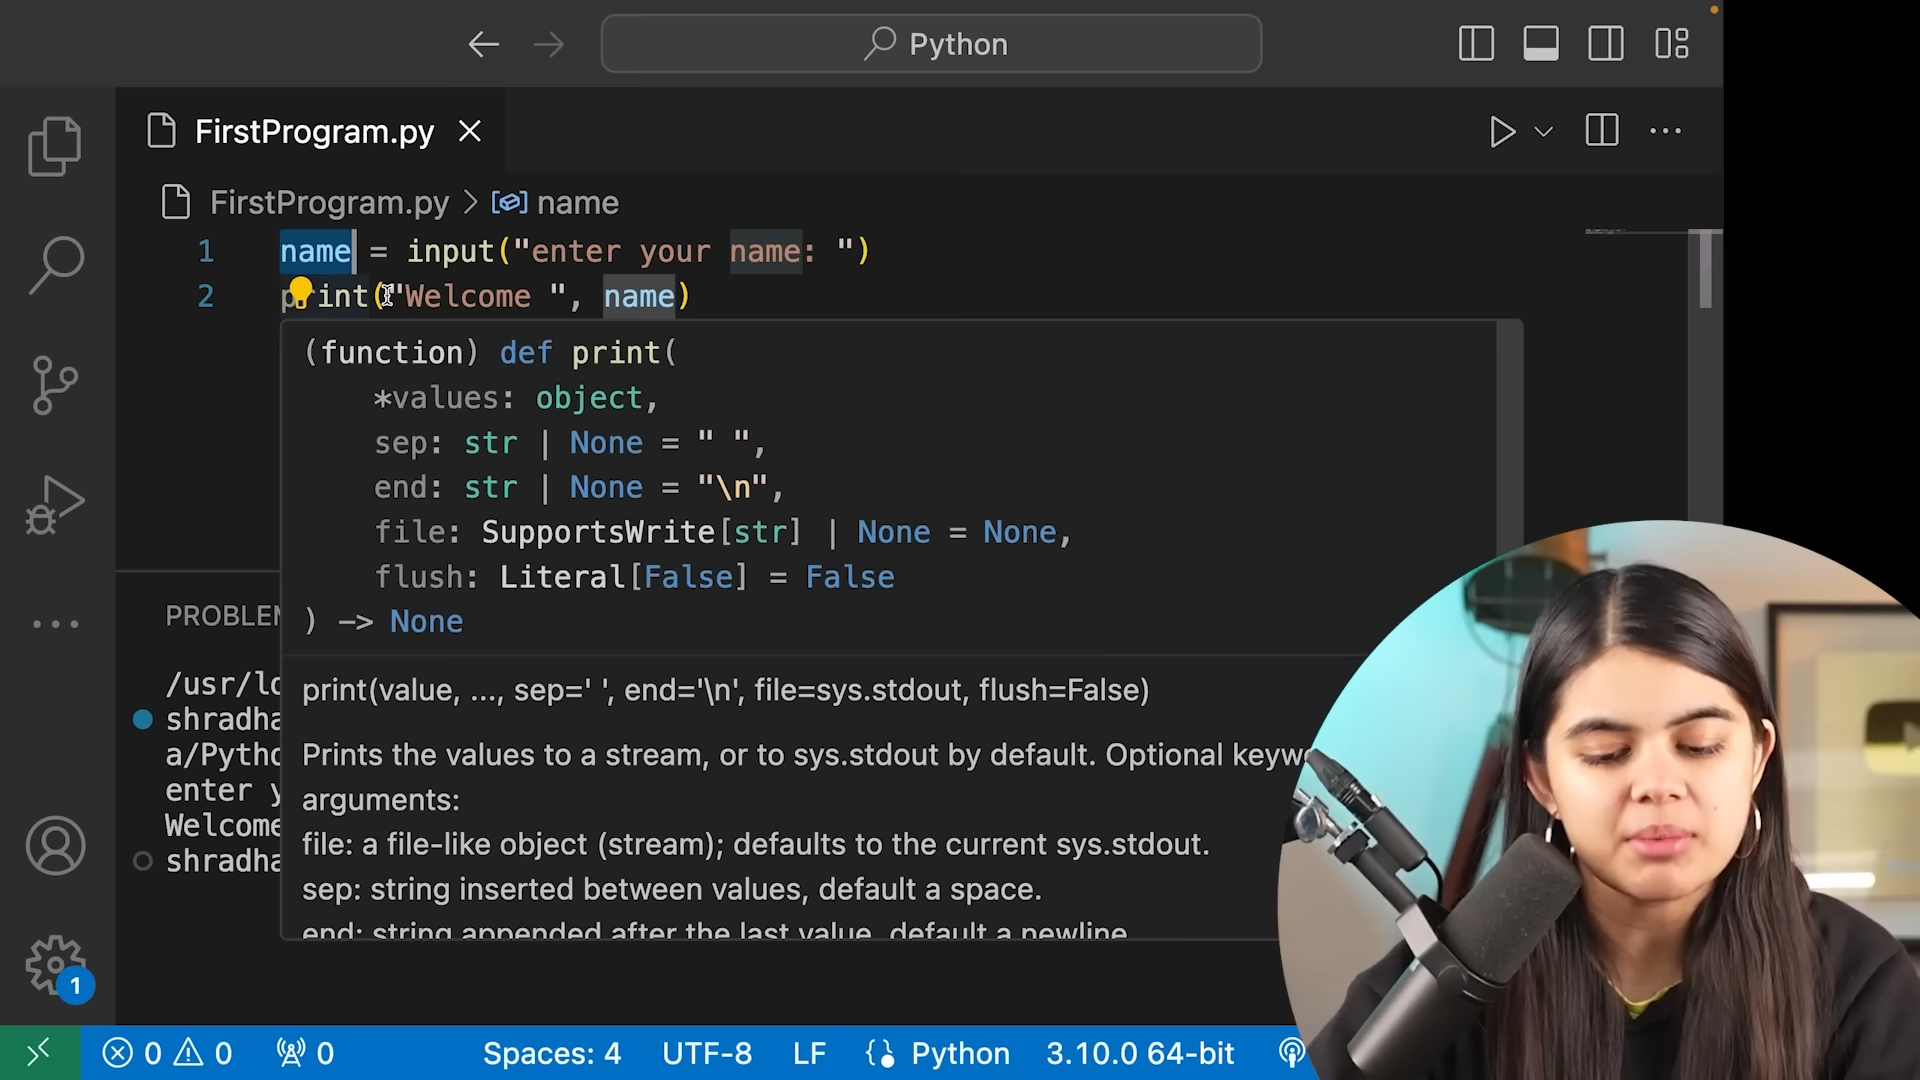 Python
FirstProgram.py
FirstProgram.py > name
1 name = input("enter your name: ")
2 print("Welcome ", name)
(function) def print(
*values: object,
sep: str | None = " ",
end: str | None = "\n",
file: SupportsWrite[str] | None = None,
flush: Literal[False] = False
) -> None
print(value, ..., sep=' ', end='\n', file=sys.stdout, flush=False)
Prints the values to a stream, or to sys.stdout by default. Optional
arguments:
file: a file-like object (stream); defaults to the current sys.stdout.
sep: string inserted between values, default a space.
end: string appended after the last value, default a newline.
shradha
enter
Welcome
shradha
1
0 0 0 Spaces: 4 UTF-8 LF Python 3.10.0 64-bit